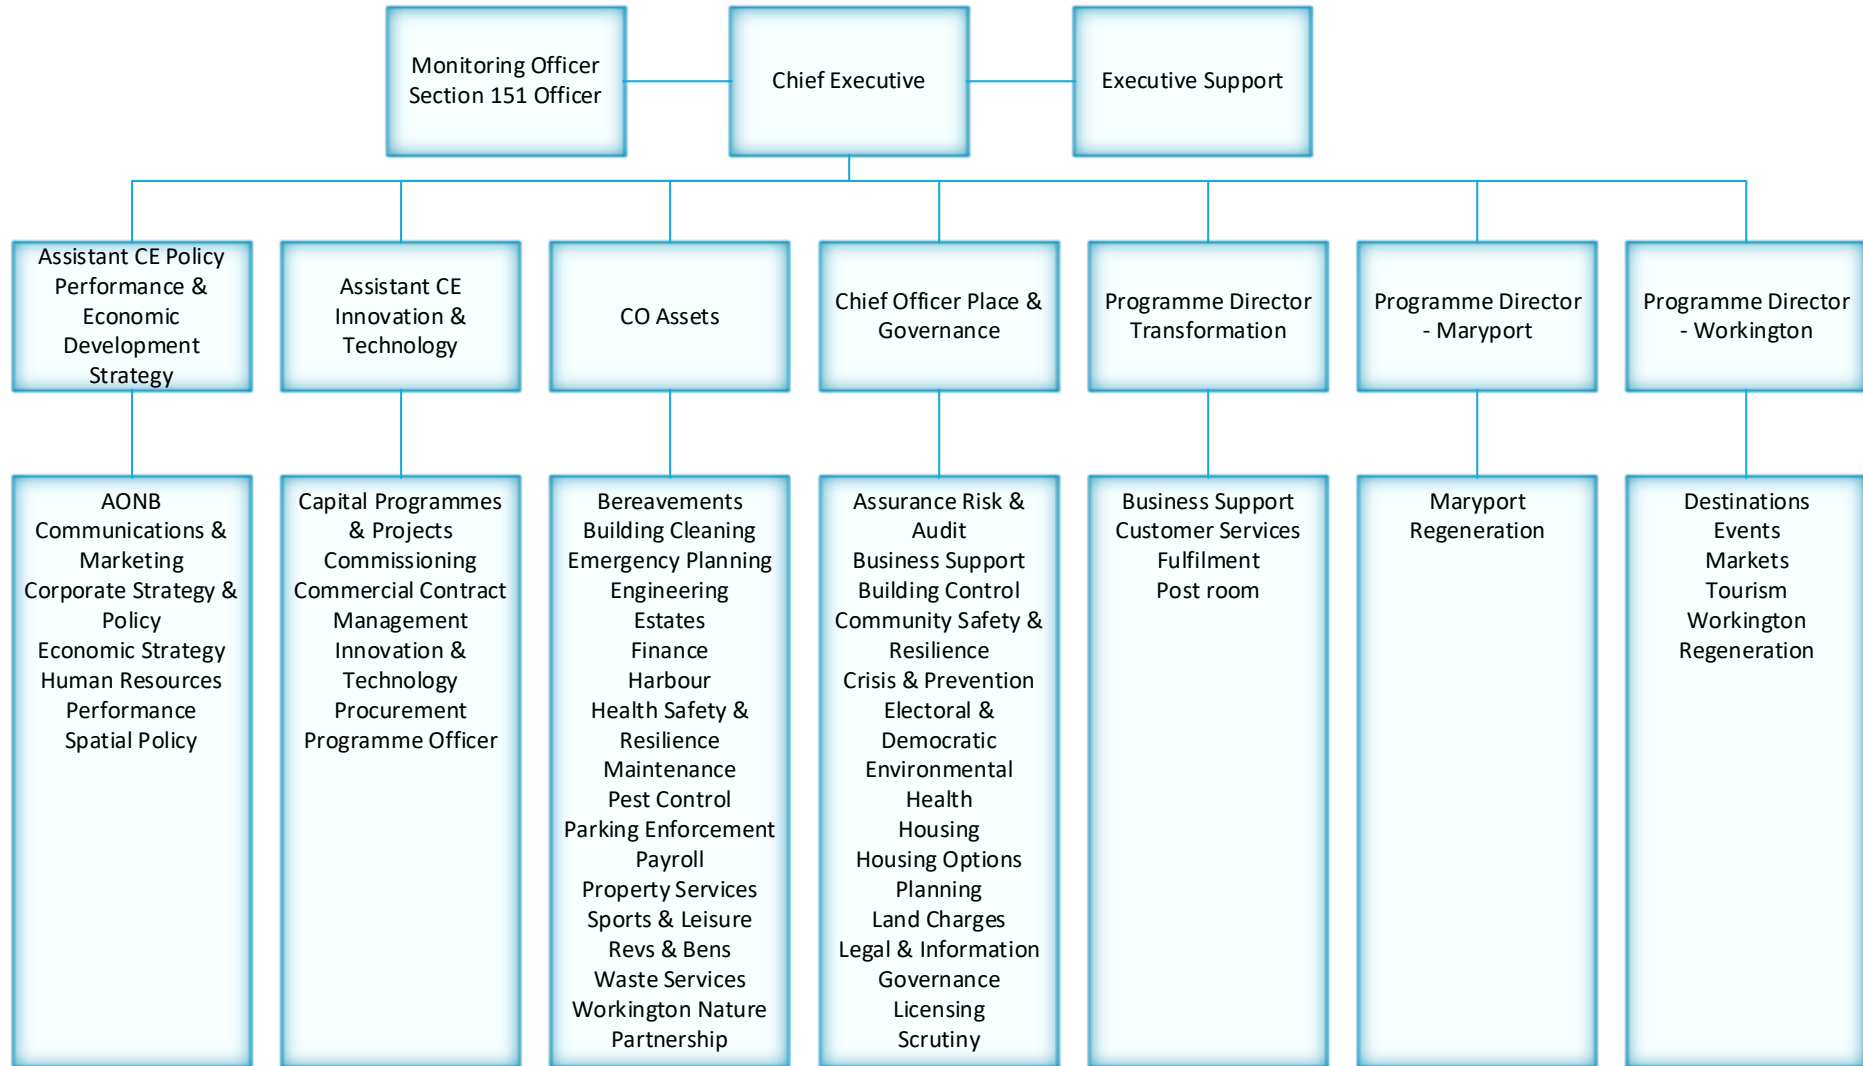 Monitoring Officer
Section 151 Officer
Chief Executive
Executive Support
Assistant CE Policy
Performance &
Economic
Development
Strategy
Assistant CE
Innovation &
Technology
CO Assets
Chief Officer Place &
Governance
Programme Director
Transformation
Programme Director
- Maryport
Programme Director
- Workington
AONB
Communications &
Marketing
Corporate Strategy &
Policy
Economic Strategy
Human Resources
Performance
Spatial Policy
Capital Programmes
& Projects
Commissioning
Commercial Contract
Management
Innovation &
Technology
Procurement
Programme Officer
Bereavements
Building Cleaning
Emergency Planning
Engineering
Estates
Finance
Harbour
Health Safety &
Resilience
Maintenance
Pest Control
Parking Enforcement
Payroll
Property Services
Sports & Leisure
Revs & Bens
Waste Services
Workington Nature
Partnership
Assurance Risk &
Audit
Business Support
Building Control
Community Safety &
Resilience
Crisis & Prevention
Electoral &
Democratic
Environmental
Health
Housing
Housing Options
Planning
Land Charges
Legal & Information
Governance
Licensing
Scrutiny
Business Support
Customer Services
Fulfilment
Post room
Maryport
Regeneration
Destinations
Events
Markets
Tourism
Workington
Regeneration